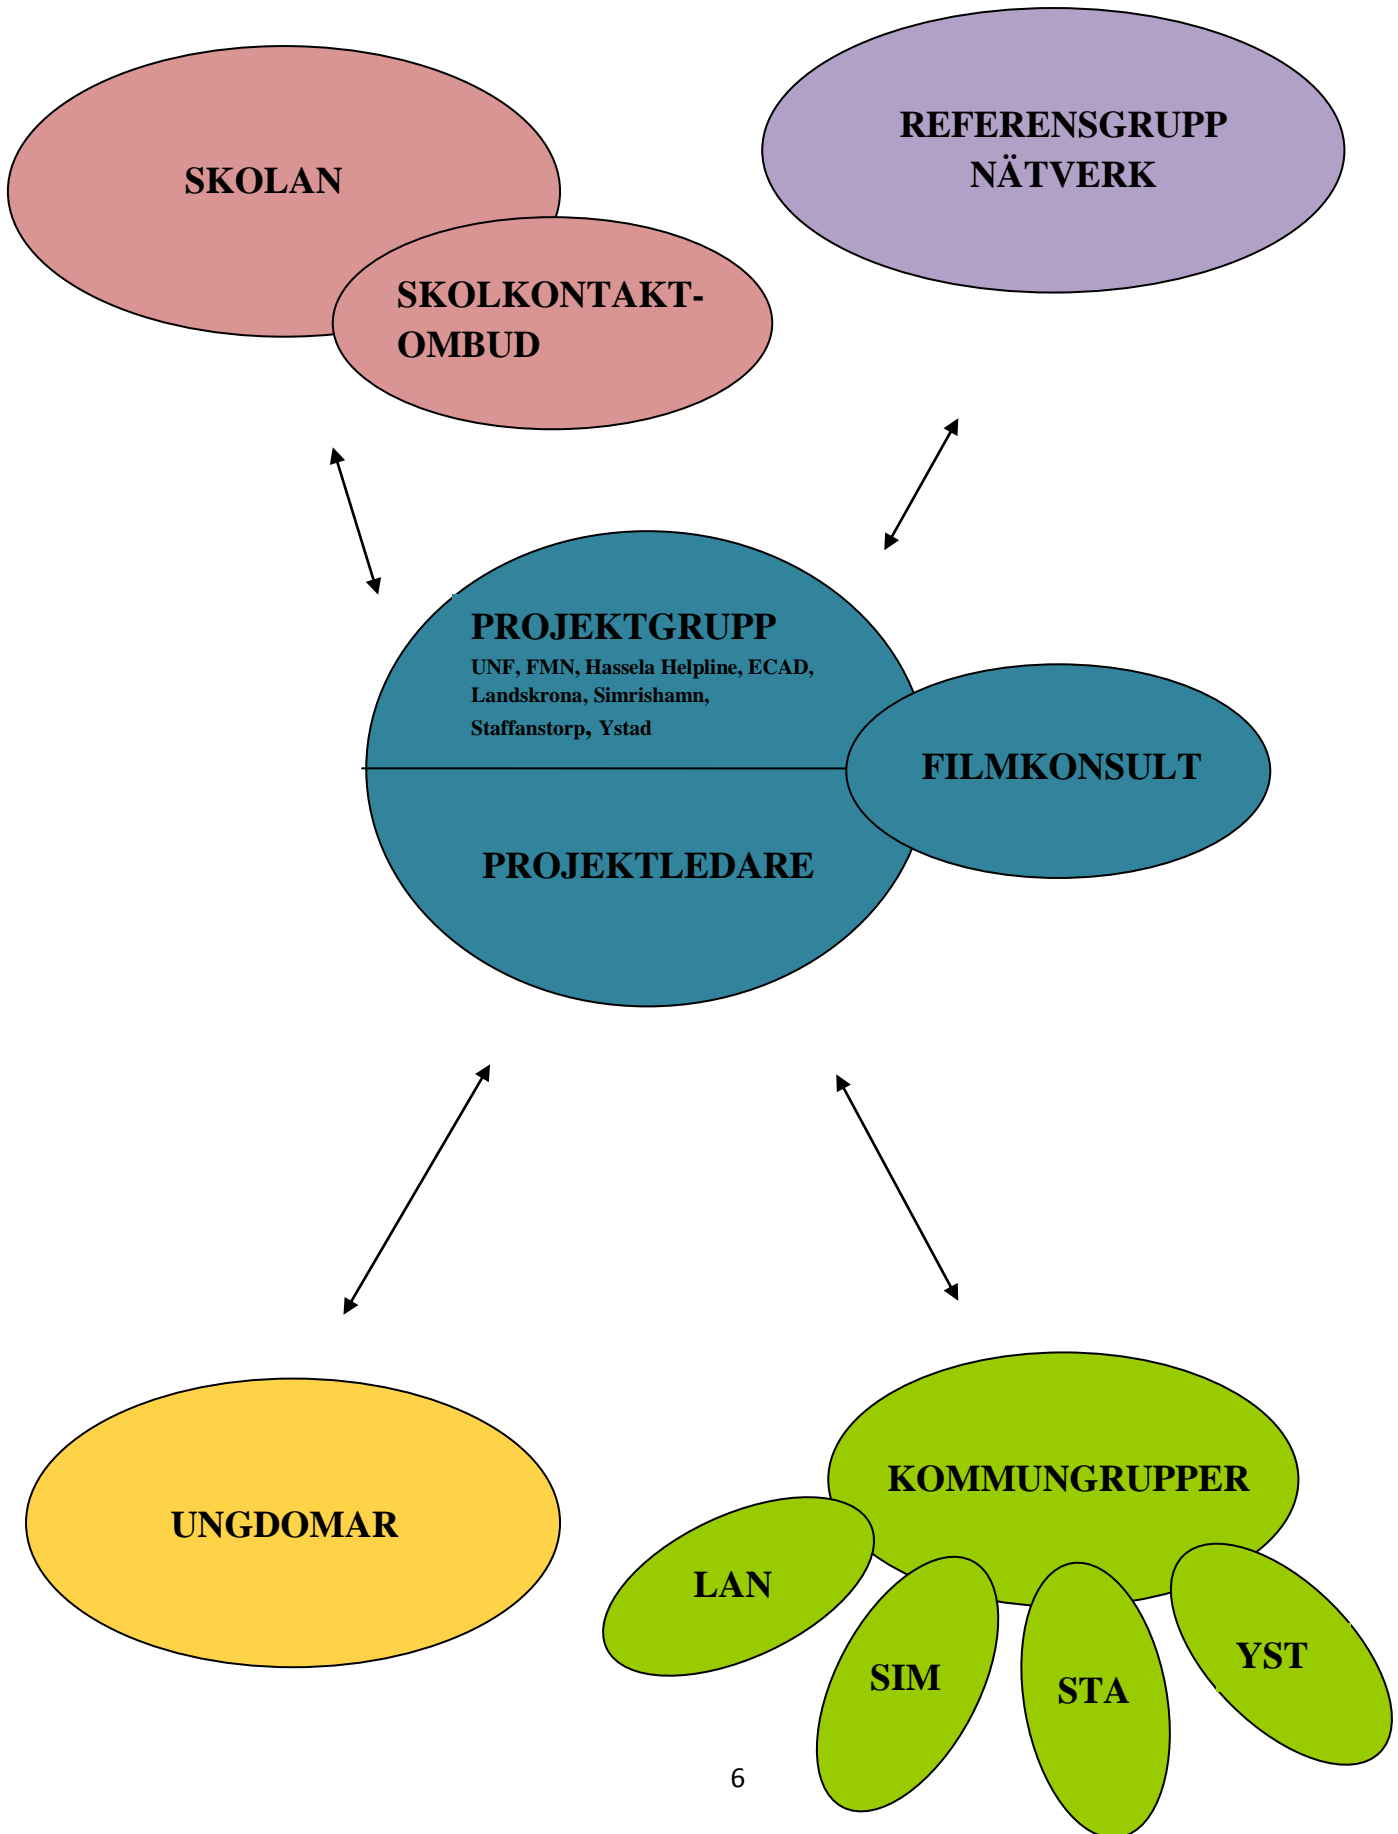 SKOLAN
REFERENSGRUPP
NÄTVERK
SKOLKONTAKT-
OMBUD
PROJEKTGRUPP
UNF, FMN, Hassela Helpline, ECAD,
Landskrona, Simrishamn,
Staffanstorp, Ystad
FILMKONSULT
PROJEKTLEDARE
UNGDOMAR
KOMMUNGRUPPER
LAN
SIM
STA
YST
6